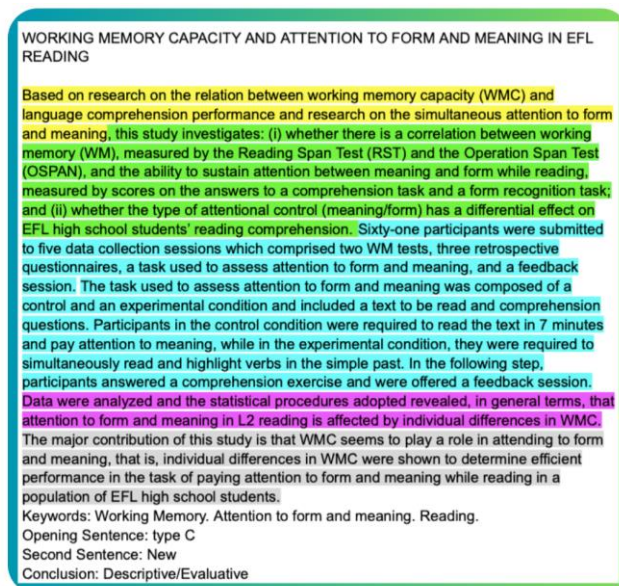 WORKING MEMORY CAPACITY AND ATTENTION TO FORM AND MEANING IN EFL
READING
Based on research on the relation between working memory capacity (WMC) and
language comprehension performance and research on the simultaneous attention to form
and meaning, this study investigates: (i) whether there is a correlation between working
memory (WM), measured by the Reading Span Test (RST) and the Operation Span Test
(OSPAN), and the ability to sustain attention between meaning and form while reading,
measured by scores on the answers to a comprehension task and a form recognition task;
and (ii) whether the type of attentional control (meaning/form) has a differential effect on
EFL high school students' reading comprehension. Sixty-one participants were submitted
to five data collection sessions which comprised two WM tests, three retrospective
questionnaires, a task used to assess attention to form and meaning, and a feedback
session. The task used to assess attention to form and meaning was composed of a
control and an experimental condition and included a text to be read and comprehension
questions. Participants in the control condition were required to read the text in 7 minutes
and pay attention to meaning, while in the experimental condition, they were required to
simultaneously read and highlight verbs in the simple past. In the following step,
participants answered a comprehension exercise and were offered a feedback session.
Data were analyzed and the statistical procedures adopted revealed, in general terms, that
attention to form and meaning in L2 reading is affected by individual differences in WMC.
The major contribution of this study is that WMC seems to play a role in attending to form
and meaning, that is, individual differences in WMC were shown to determine efficient
performance in the task of paying attention to form and meaning while reading in a
population of EFL high school students.
Keywords: Working Memory. Attention to form and meaning. Reading.
Opening Sentence: type C
Second Sentence: New
Conclusion: Descriptive/Evaluative